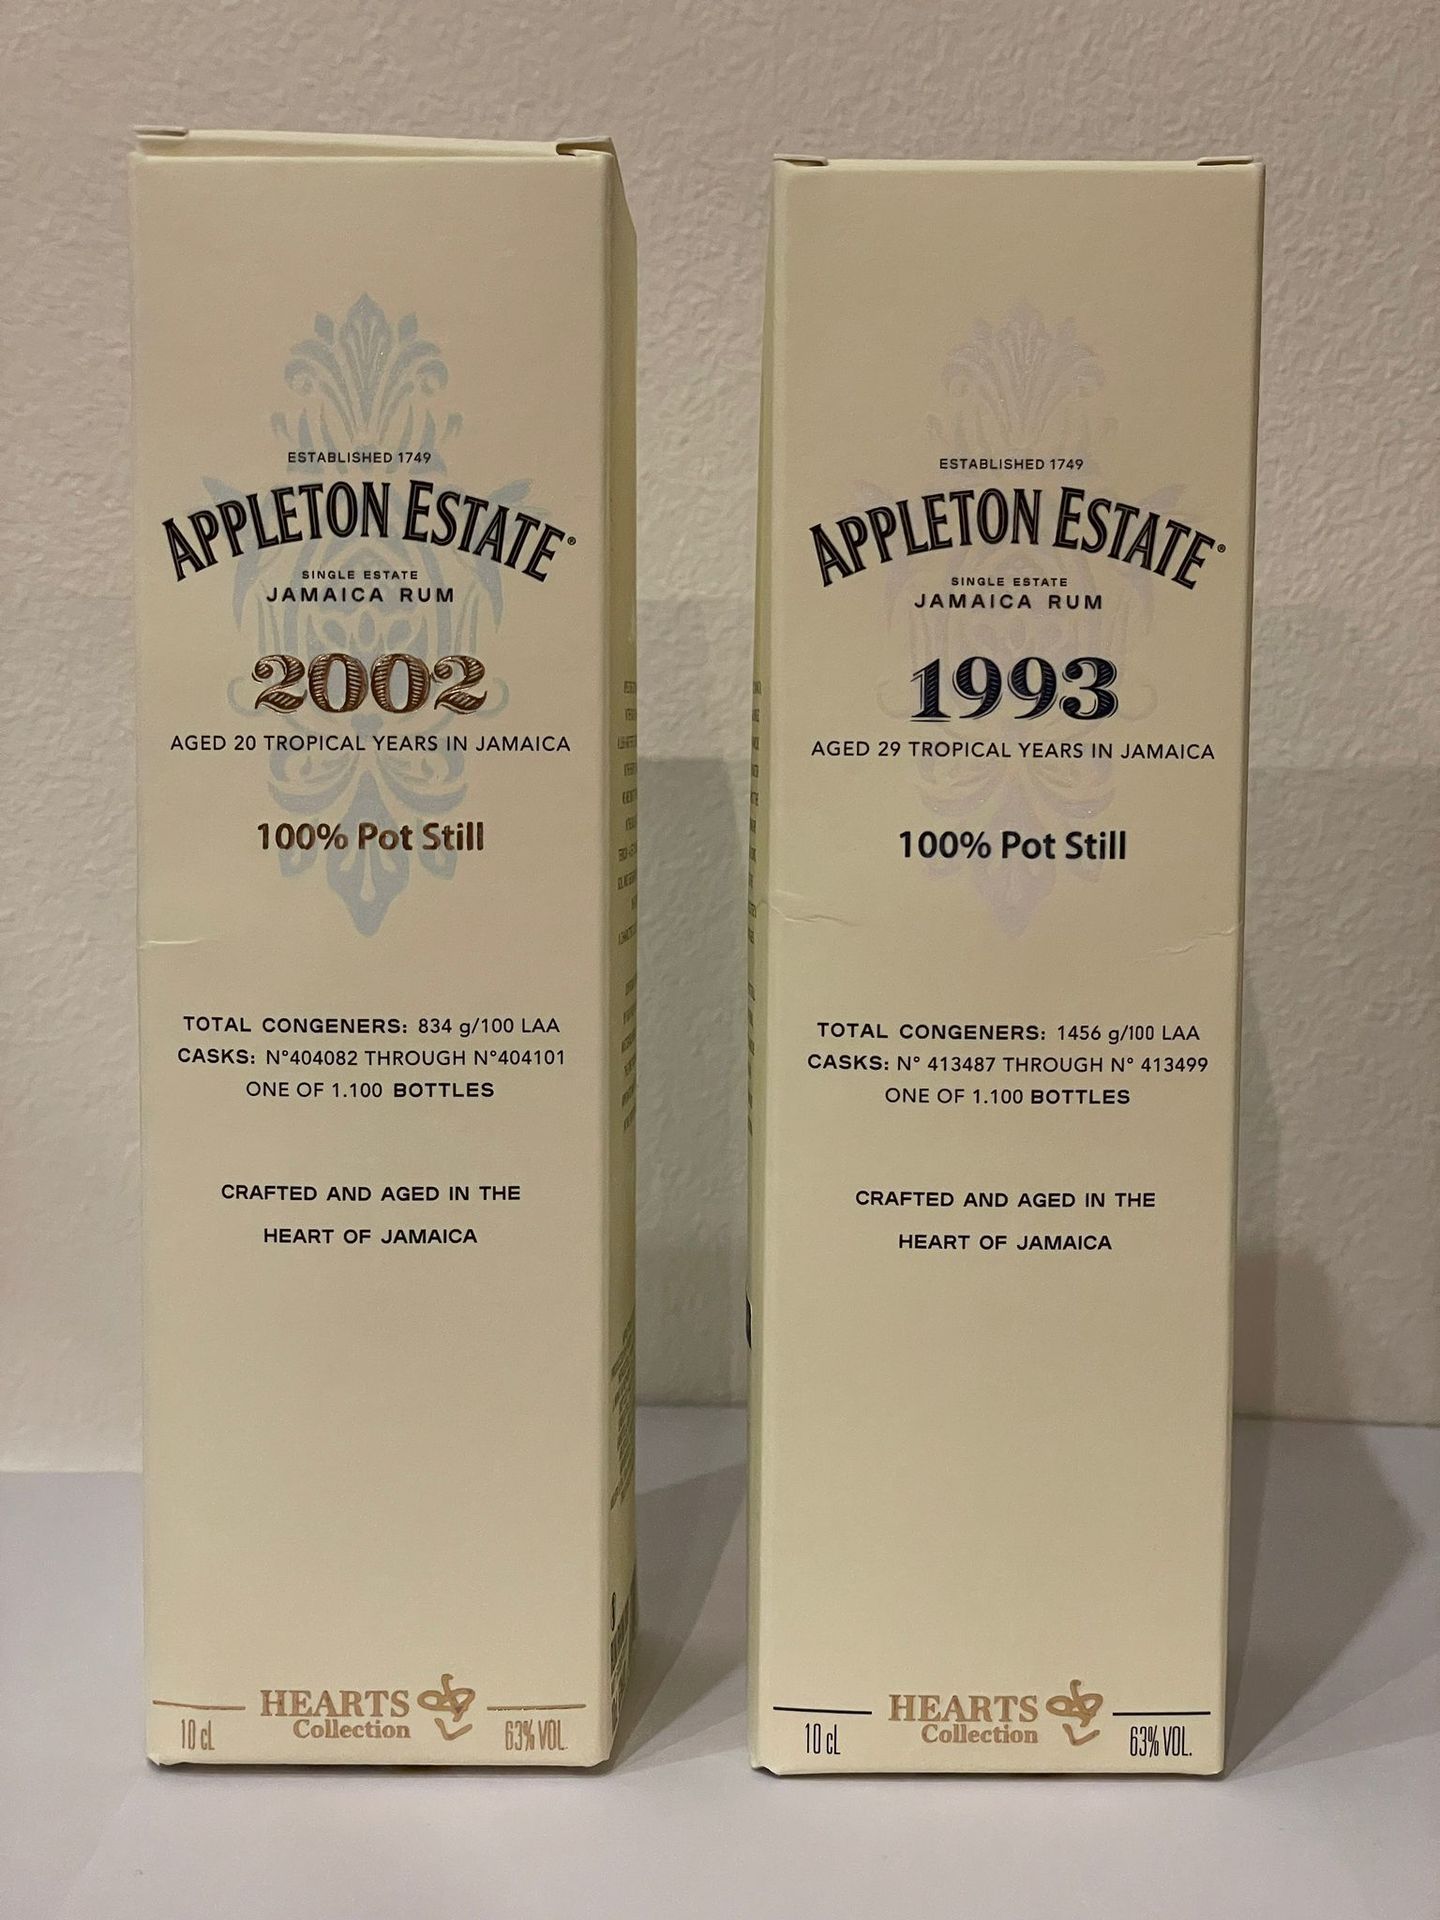 ESTABLISHED 1749
APPLETON ESTATE®
SINGLE ESTATE
JAMAICA RUM
2002
AGED 20 TROPICAL YEARS IN JAMAICA
100% Pot Still
TOTAL CONGENERS: 834 g/100 LAA
CASKS: N°404082 THROUGH N°404101
ONE OF 1.100 BOTTLES
CRAFTED AND AGED IN THE
HEART OF JAMAICA
HEARTS
Collection
10 cL
63% VOL.
ESTABLISHED 1749
APPLETON ESTATE®
SINGLE ESTATE
JAMAICA RUM
1993
AGED 29 TROPICAL YEARS IN JAMAICA
100% Pot Still
TOTAL CONGENERS: 1456 g/100 LAA
CASKS: N° 413487 THROUGH N° 413499
ONE OF 1.100 BOTTLES
CRAFTED AND AGED IN THE
HEART OF JAMAICA
HEARTS
Collection
10 cL
63% VOL.